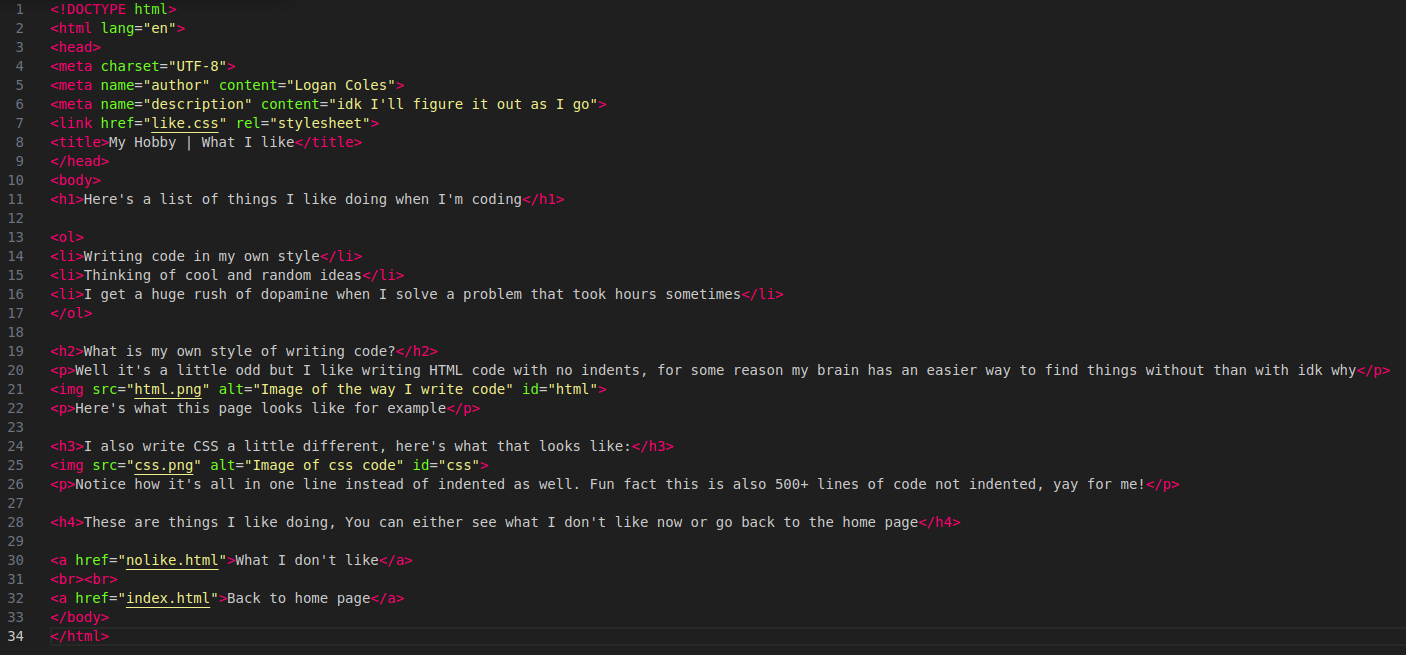 1 <!DOCTYPE html>
2 <html lang="en">
3 <head>
4 <meta charset="UTF-8">
5 <meta name="author" content="Logan Coles">
6 <meta name="description" content="idk I'll figure it out as I go">
7 <link href="like.css" rel="stylesheet">
8 <title>My Hobby | What I like</title>
9 </head>
10 <body>
11 <h1>Here's a list of things I like doing when I'm coding</h1>
12
13 <ol>
14 <li>Writing code in my own style</li>
15 <li>Thinking of cool and random ideas</li>
16 <li>I get a huge rush of dopamine when I solve a problem that took hours sometimes</li>
17 </ol>
18
19 <h2>What is my own style of writing code?</h2>
20 <p>Well it's a little odd but I like writing HTML code with no indents, for some reason my brain has an easier way to find things without than with idk why</p>
21 <img src="html.png" alt="Image of the way I write code" id="html">
22 <p>Here's what this page looks like for example</p>
23
24 <h3>I also write CSS a little different, here's what that looks like:</h3>
25 <img src="css.png" alt="Image of css code" id="css">
26 <p>Notice how it's all in one line instead of indented as well. Fun fact this is also 500+ lines of code not indented, yay for me!</p>
27
28 <h4>These are things I like doing, You can either see what I don't like now or go back to the home page</h4>
29
30 <a href="nolike.html">What I don't like</a>
31 <br><br>
32 <a href="index.html">Back to home page</a>
33 </body>
34 </html>